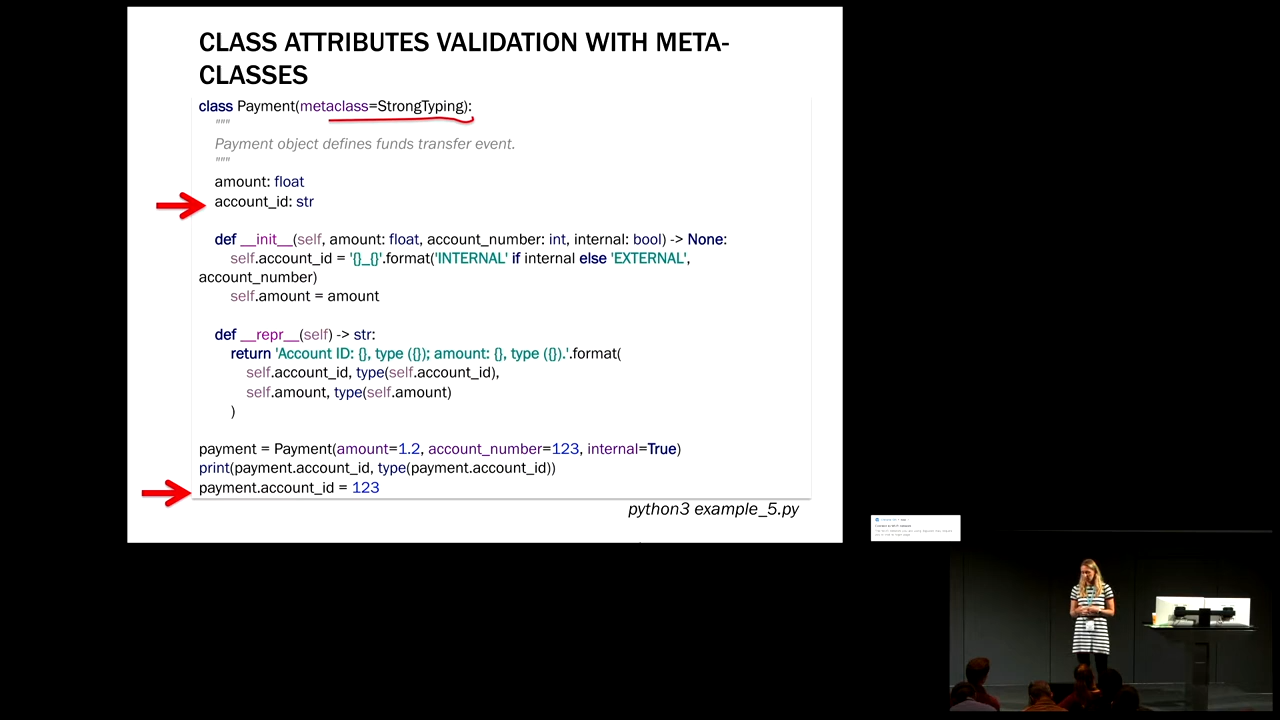 CLASS ATTRIBUTES VALIDATION WITH META-
CLASSES
class Payment(metaclass=StrongTyping):
"""
Payment object defines funds transfer event.
"""
amount: float
account_id: str
def __init__(self, amount: float, account_number: int, internal: bool) -> None:
self.account_id = '{}_{}'.format('INTERNAL' if internal else 'EXTERNAL',
account_number)
self.amount = amount
def __repr__(self) -> str:
return 'Account ID: {}, type ({}); amount: {}, type ({}).'.format(
self.account_id, type(self.account_id),
self.amount, type(self.amount)
)
payment = Payment(amount=1.2, account_number=123, internal=True)
print(payment.account_id, type(payment.account_id))
payment.account_id = 123
python3 example_5.py